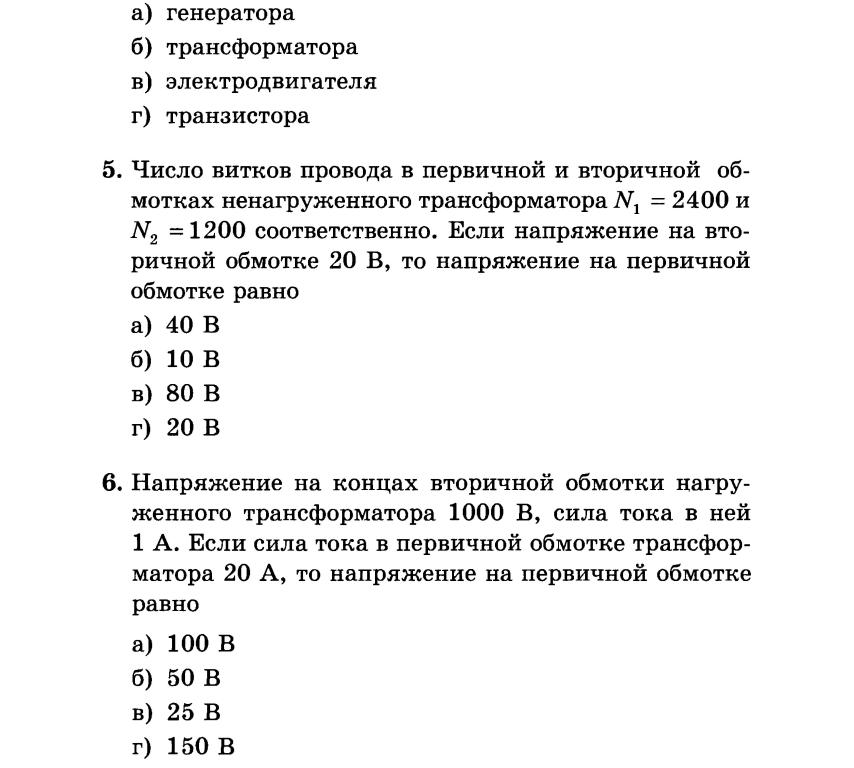 а) генератора
б) трансформатора
в) электродвигателя
г) транзистора
5. Число витков провода в первичной и вторичной об-
мотках ненагруженного трансформатора N₁ = 2400 и
N₂ = 1200 соответственно. Если напряжение на вто-
ричной обмотке 20 В, то напряжение на первичной
обмотке равно
а) 40 В
б) 10 В
в) 80 В
г) 20 В
6. Напряжение на концах вторичной обмотки нагру-
женного трансформатора 1000 В, сила тока в ней
1 А. Если сила тока в первичной обмотке трансфор-
матора 20 А, то напряжение на первичной обмотке
равно
а) 100 В
б) 50 В
в) 25 В
г) 150 В